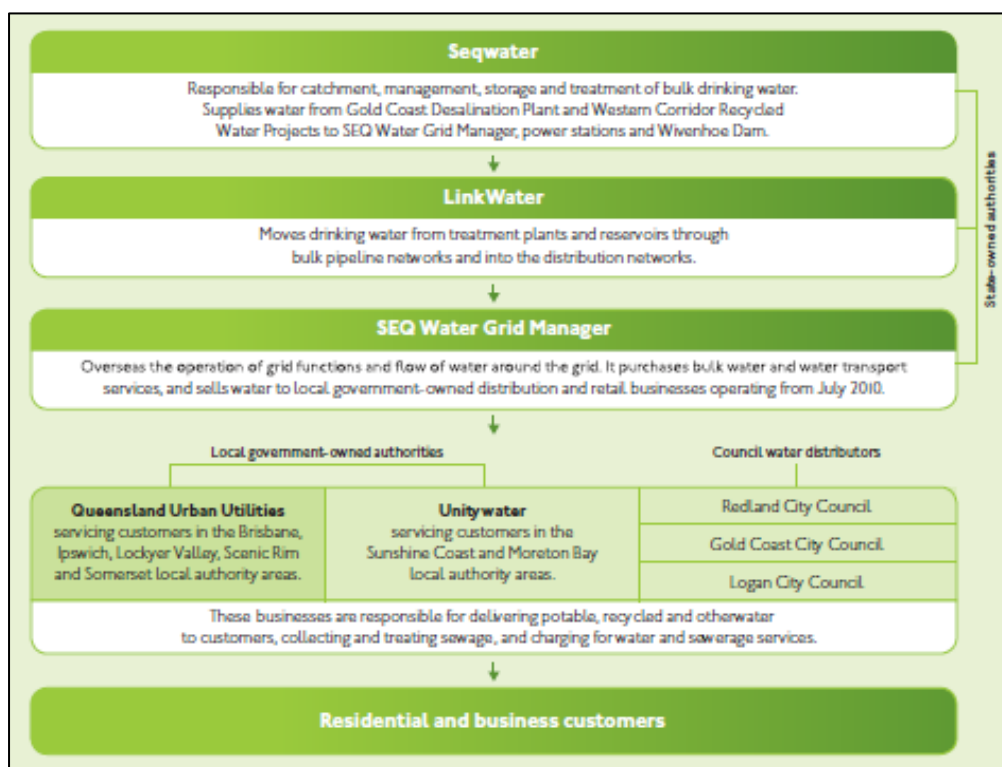 Seqwater
Responsible for catchment, management, storage and treatment of bulk drinking water.
Supplies water from Gold Coast Desalination Plant and Western Corridor Recycled
Water Projects to SEQ Water Grid Manager, power stations and Wivenhoe Dam.
LinkWater
Moves drinking water from treatment plants and reservoirs through
bulk pipeline networks and into the distribution networks.
State-owned authorities
SEQ Water Grid Manager
Overseas the operation of grid functions and flow of water around the grid. It purchases bulk water and water transport
services, and sells water to local government-owned distribution and retail businesses operating from July 2010.
Local government-owned authorities
Council water distributors
Queensland Urban Utilities
servicing customers in the Brisbane,
Ipswich, Lockyer Valley, Scenic Rim
and Somerset local authority areas.
Unitywater
servicing customers in the
Sunshine Coast and Moreton Bay
local authority areas.
Redland City Council
Gold Coast City Council
Logan City Council
These businesses are responsible for delivering potable, recycled and otherwater
to customers, collecting and treating sewage, and charging for water and sewerage services.
Residential and business customers